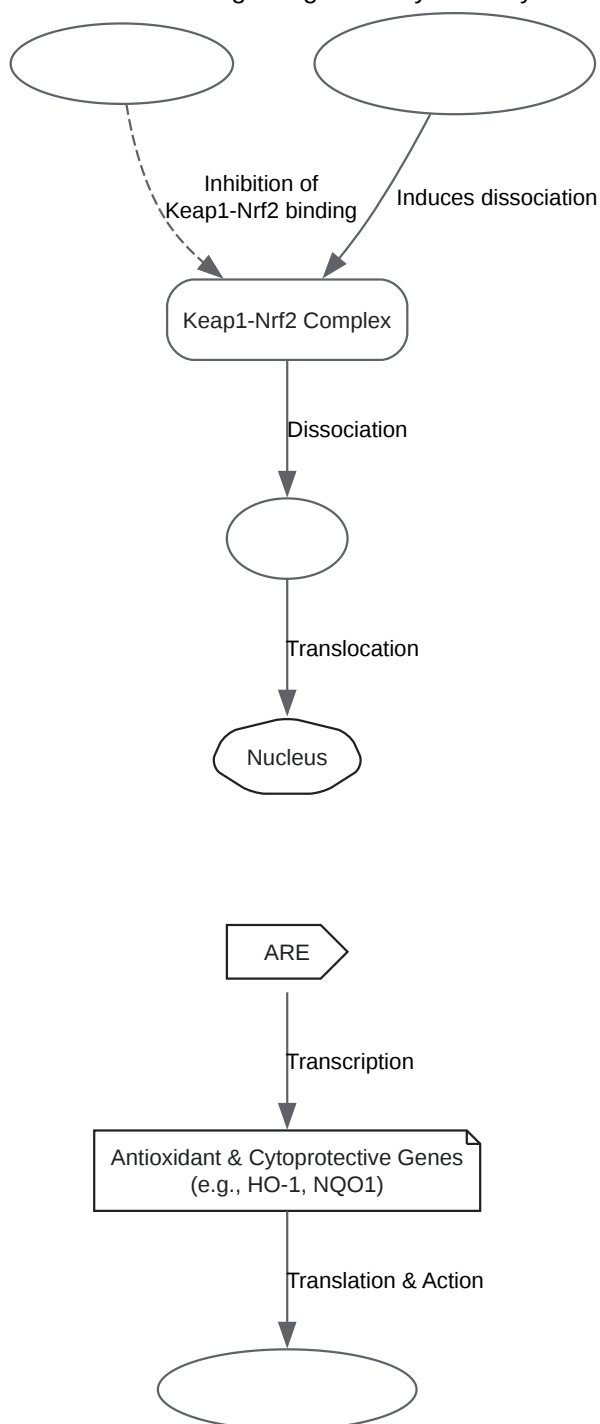 Inhibition of
Keap1-Nrf2 binding
Induces dissociation
Keap1-Nrf2 Complex
Dissociation
Translocation
Nucleus
ARE
Transcription
Antioxidant & Cytoprotective Genes
(e.g., HO-1, NQO1)
Translation & Action